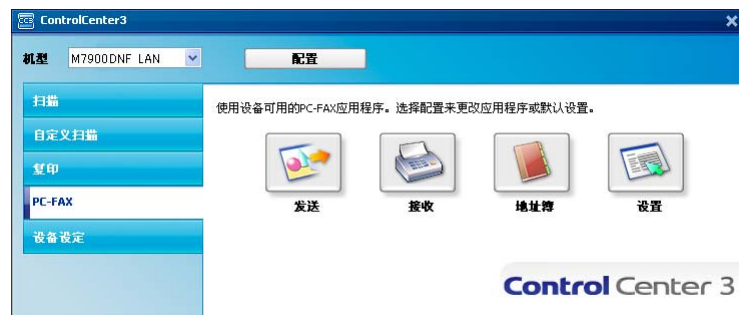 ControlCenter3
机型 M7900DNF LAN 配置
扫描
使用设备可用的PC-FAX应用程序。选择配置来更改应用程序或默认设置。
自定义扫描
复印
PC-FAX
发送 接收 地址簿 设置
设备设定
Control Center 3